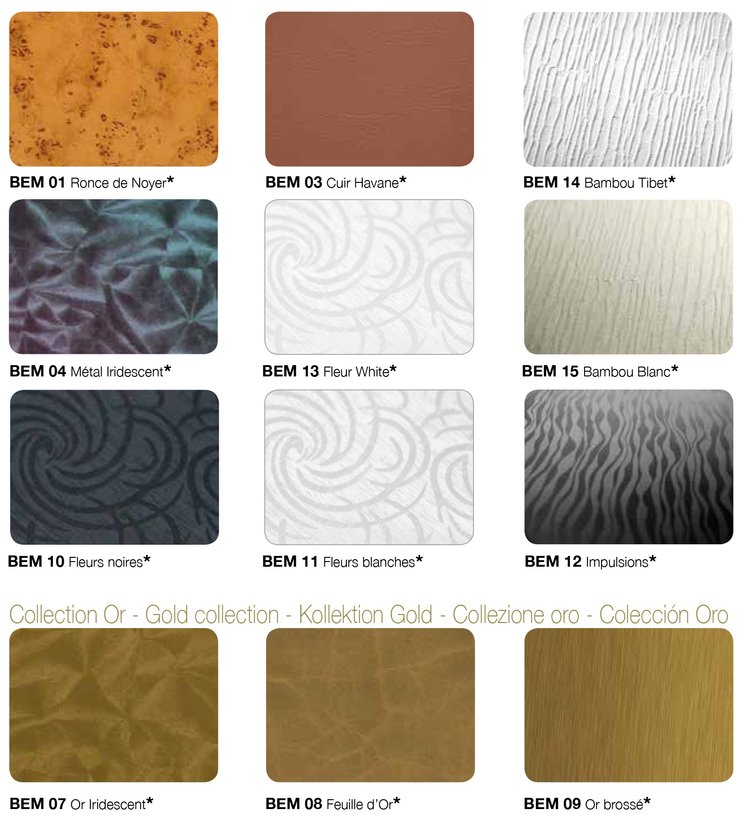 BEM 01 Ronce de Noyer*
BEM 03 Cuir Havane*
BEM 14 Bambou Tibet*
BEM 04 Métal Iridescent*
BEM 13 Fleur White*
BEM 15 Bambou Blanc*
BEM 10 Fleurs noires*
BEM 11 Fleurs blanches*
BEM 12 Impulsions*
Collection Or - Gold collection - Kollektion Gold - Collezione oro - Colección Oro
BEM 07 Or Iridescent*
BEM 08 Feuille d'Or*
BEM 09 Or brossé*